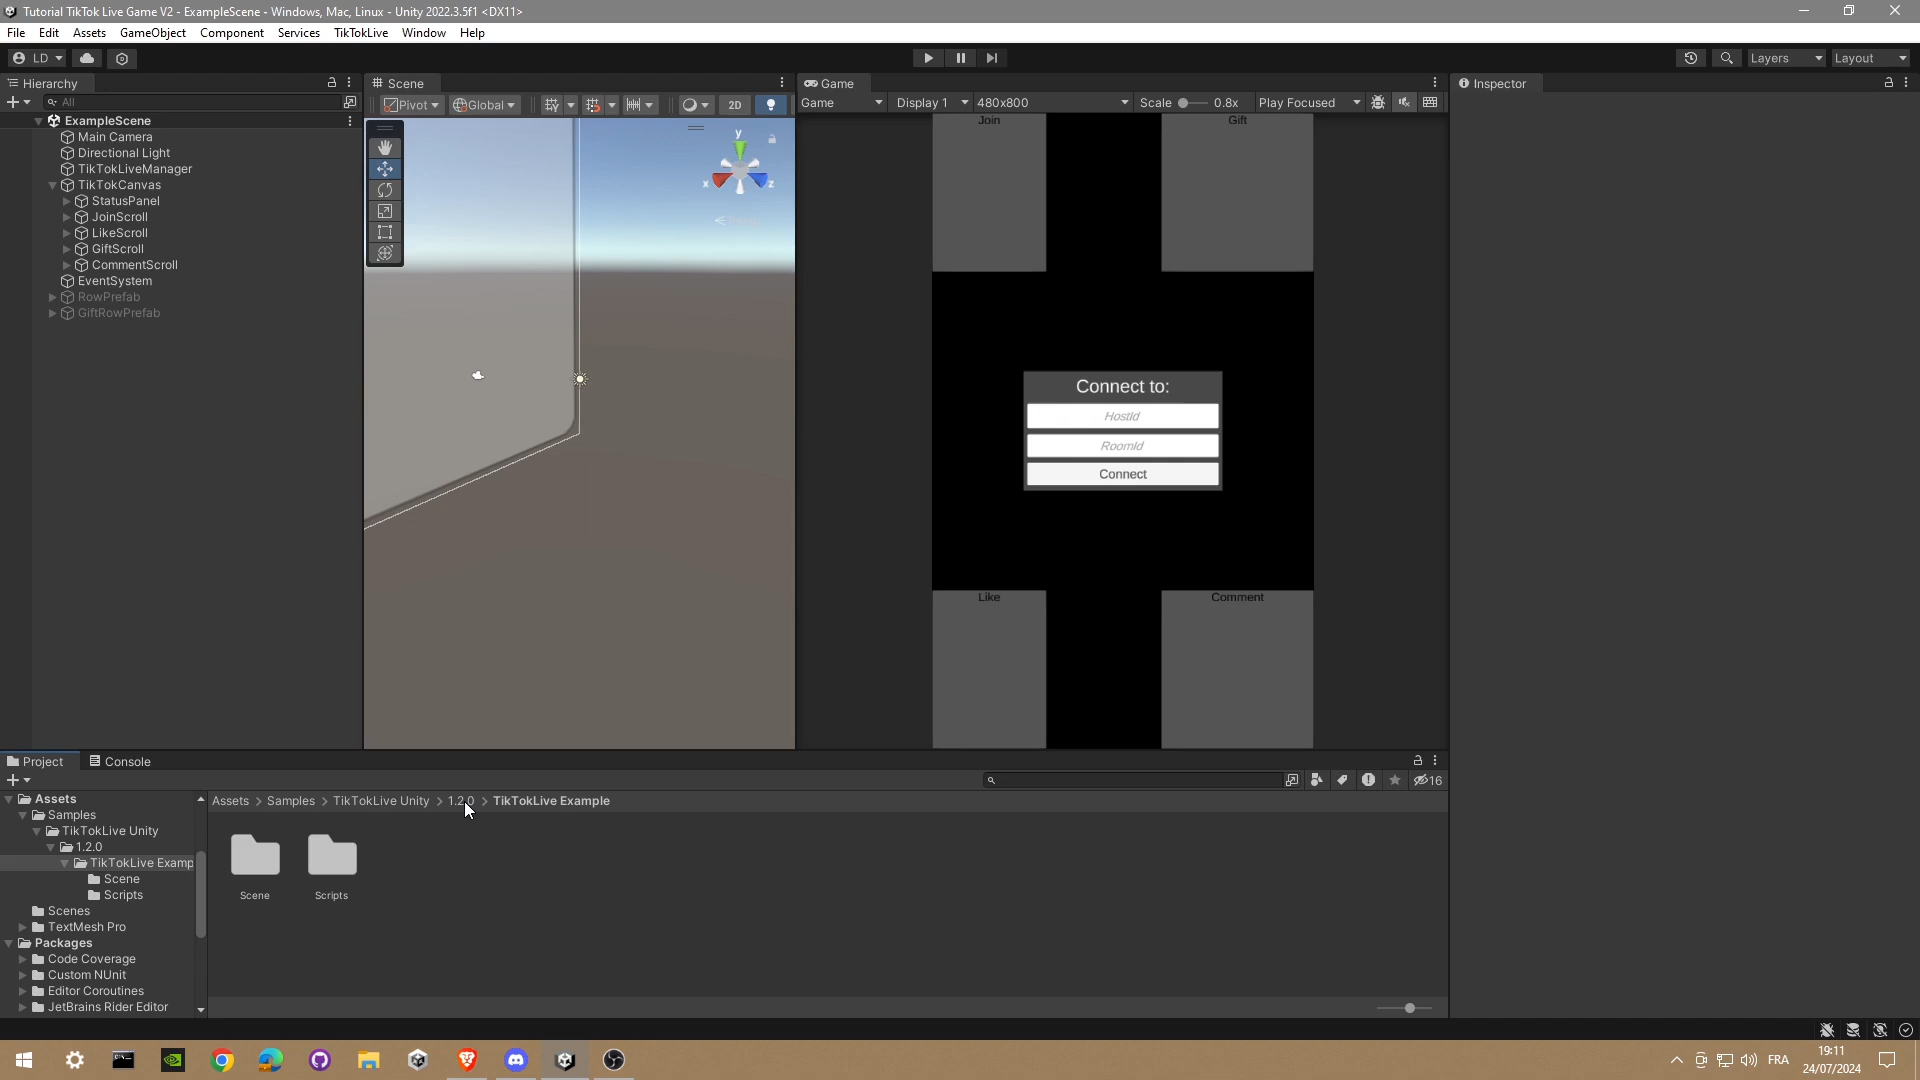 Tutorial TikTok Live Game V2 - ExampleScene - Windows, Mac, Linux - Unity 2022.3.5f1 <DX11>
File Edit Assets GameObject Component Services TikTokLive Window Help
LD Layers Layout
Hierarchy
All
ExampleScene
Main Camera
Directional Light
TikTokLiveManager
TikTokCanvas
StatusPanel
JoinScroll
LikeScroll
GiftScroll
CommentScroll
EventSystem
RowPrefab
GiftRowPrefab
Scene
Pivot Global 2D
y
x z
Game
Game Display 1 480x800 Scale 0.8x Play Focused
Join Gift
Connect to:
HostId
RoomId
Connect
Like Comment
Inspector
Project Console
16
Assets
Samples
TikTokLive Unity
1.2.0
TikTokLive Examp
Scene
Scripts
Scenes
TextMesh Pro
Packages
Code Coverage
Custom NUnit
Editor Coroutines
JetBrains Rider Editor
Assets > Samples > TikTokLive Unity > 1.2.0 > TikTokLive Example
Scene Scripts
FRA
19:11
24/07/2024